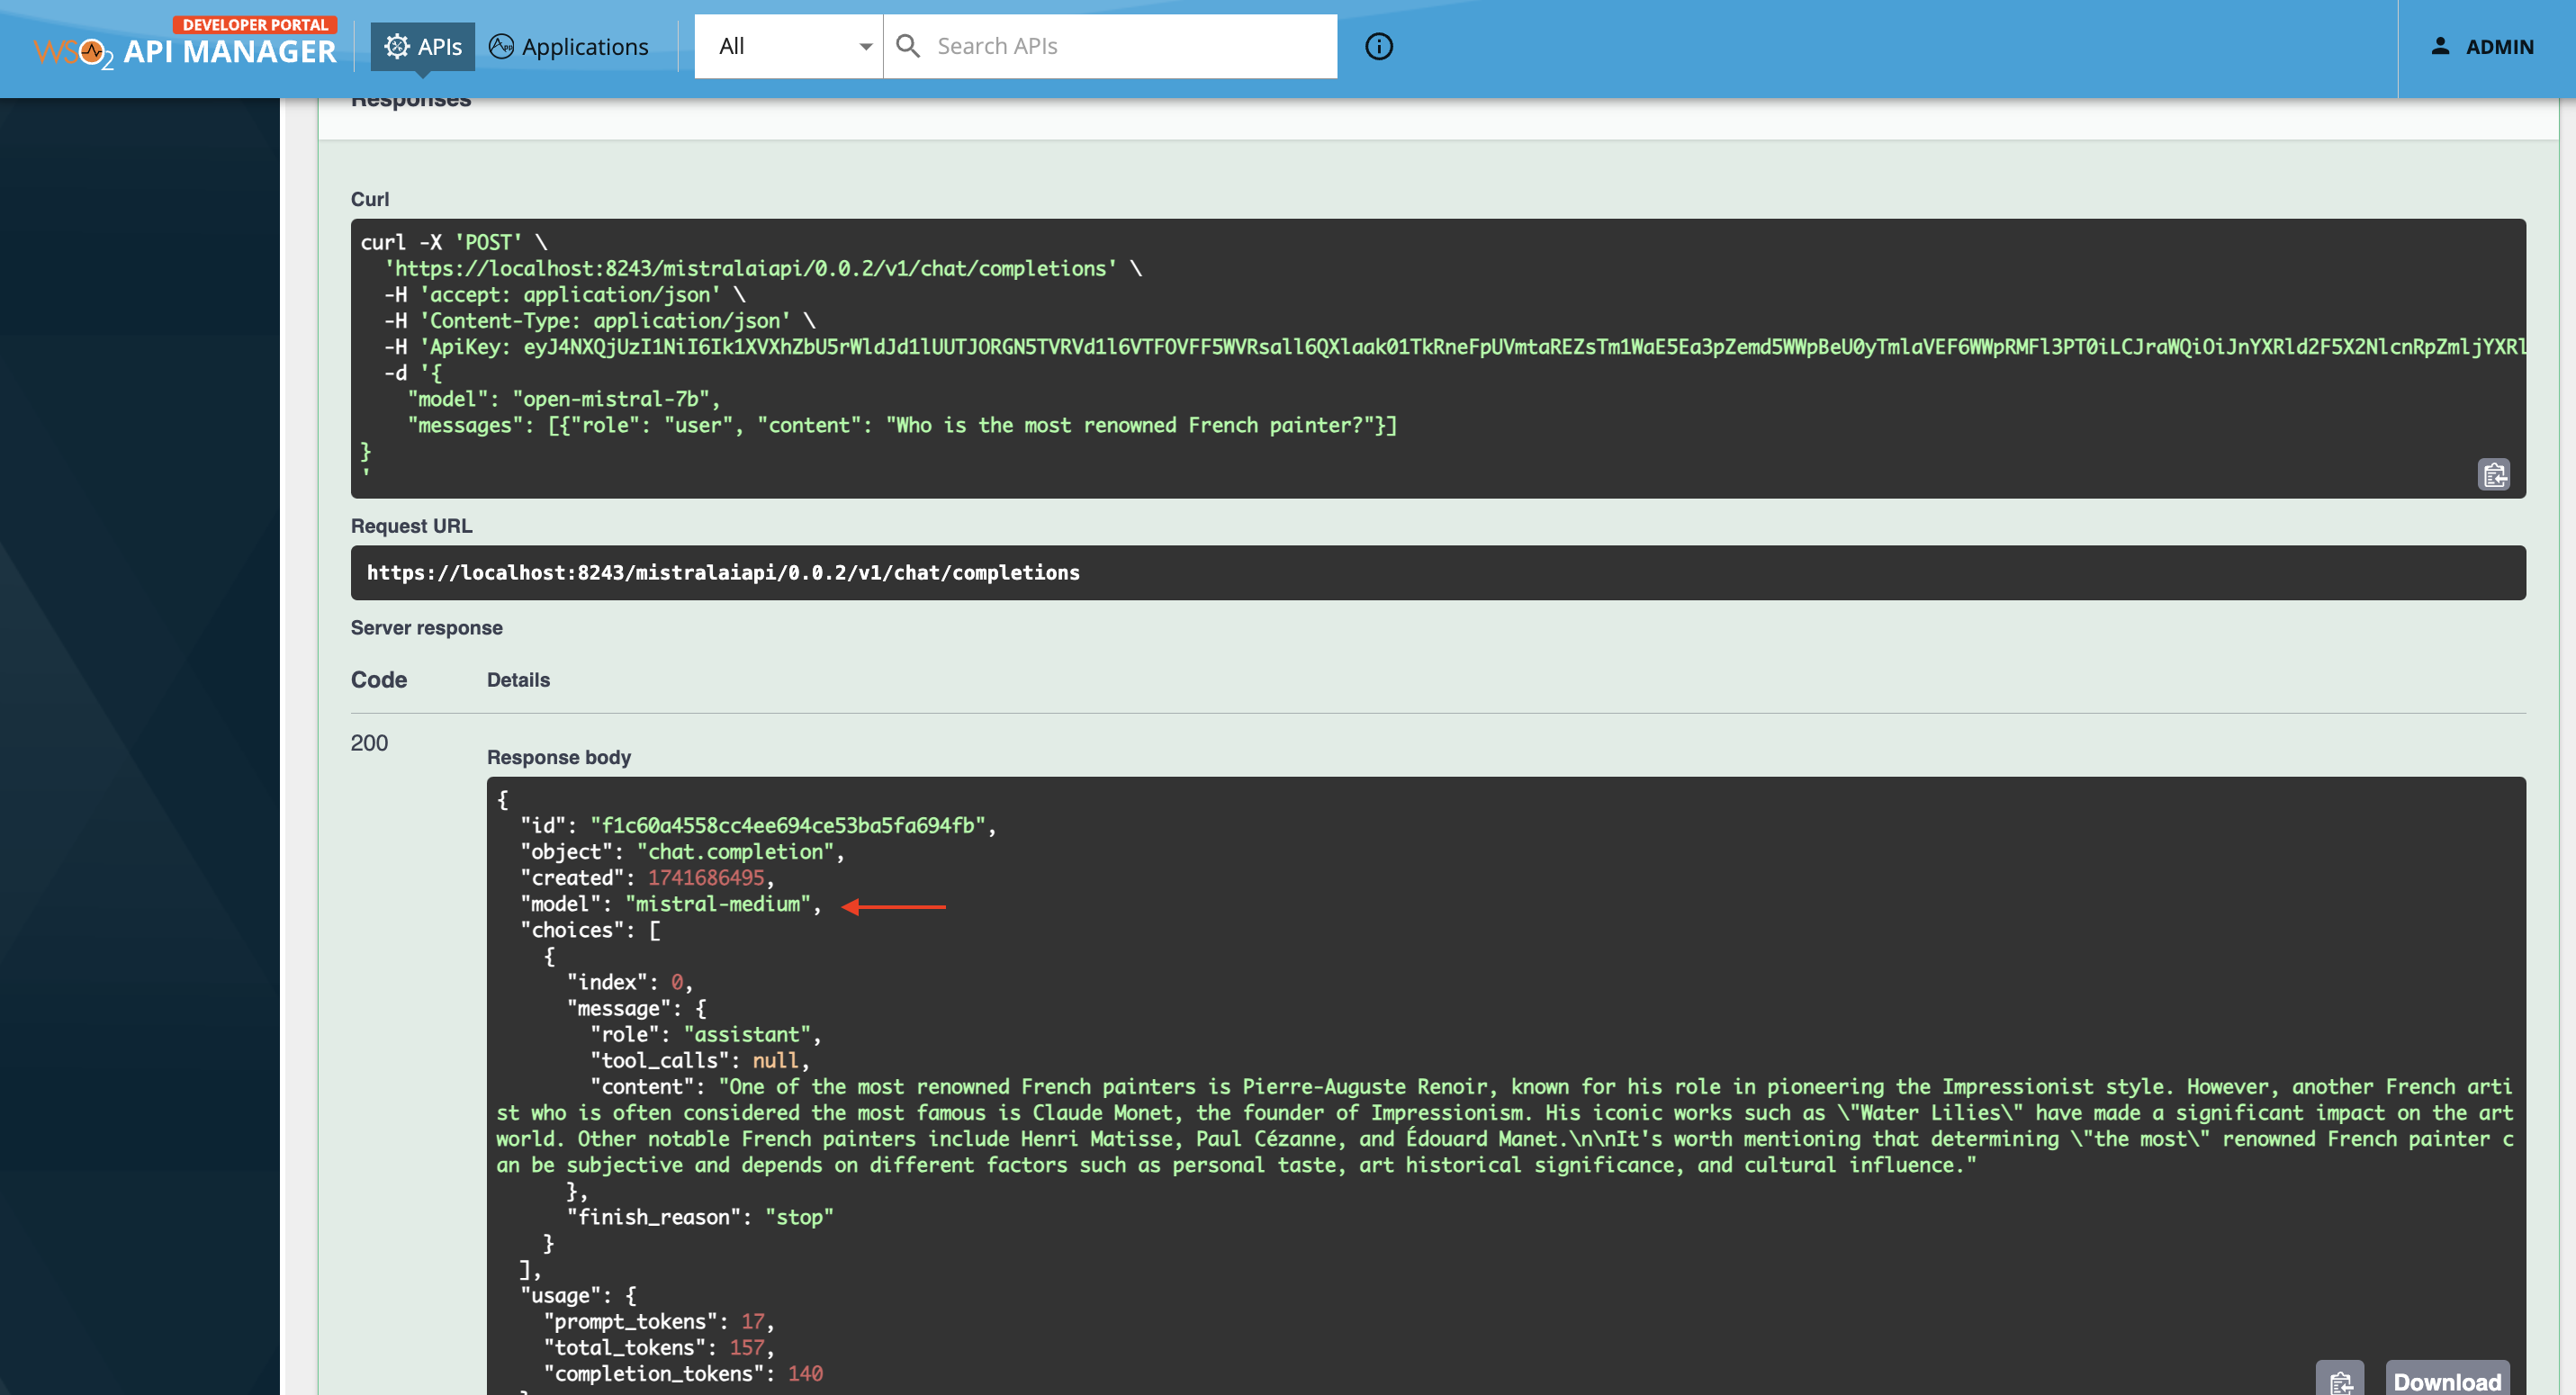 DEVELOPER PORTAL
WSO2 API MANAGER
APIs
Applications
All
Search APIs
ADMIN
Responses
Curl
curl -X 'POST' \
  'https://localhost:8243/mistralaiapi/0.0.2/v1/chat/completions' \
  -H 'accept: application/json' \
  -H 'Content-Type: application/json' \
  -H 'ApiKey:
  -d '{
    "model": "open-mistral-7b",
    "messages": [{"role": "user", "content": "Who is the most renowned French painter?"}]
}
'
Request URL
https://localhost:8243/mistralaiapi/0.0.2/v1/chat/completions
Server response
Code Details
200
Response body
{
  "id": "f1c60a4558cc4ee694ce53ba5fa694fb",
  "object": "chat.completion",
  "created": 1741686495,
  "model": "mistral-medium",
  "choices": [
    {
      "index": 0,
      "message": {
        "role": "assistant",
        "tool_calls": null,
        "content": "One of the most renowned French painters is Pierre-Auguste Renoir, known for his role in pioneering the Impressionist style. However, another French arti
st who is often considered the most famous is Claude Monet, the founder of Impressionism. His iconic works such as \"Water Lilies\" have made a significant impact on the art
world. Other notable French painters include Henri Matisse, Paul Cézanne, and Édouard Manet.\n\nIt's worth mentioning that determining \"the most\" renowned French painter c
an be subjective and depends on different factors such as personal taste, art historical significance, and cultural influence."
      },
      "finish_reason": "stop"
    }
  ],
  "usage": {
    "prompt_tokens": 17,
    "total_tokens": 157,
    "completion_tokens": 140
Download